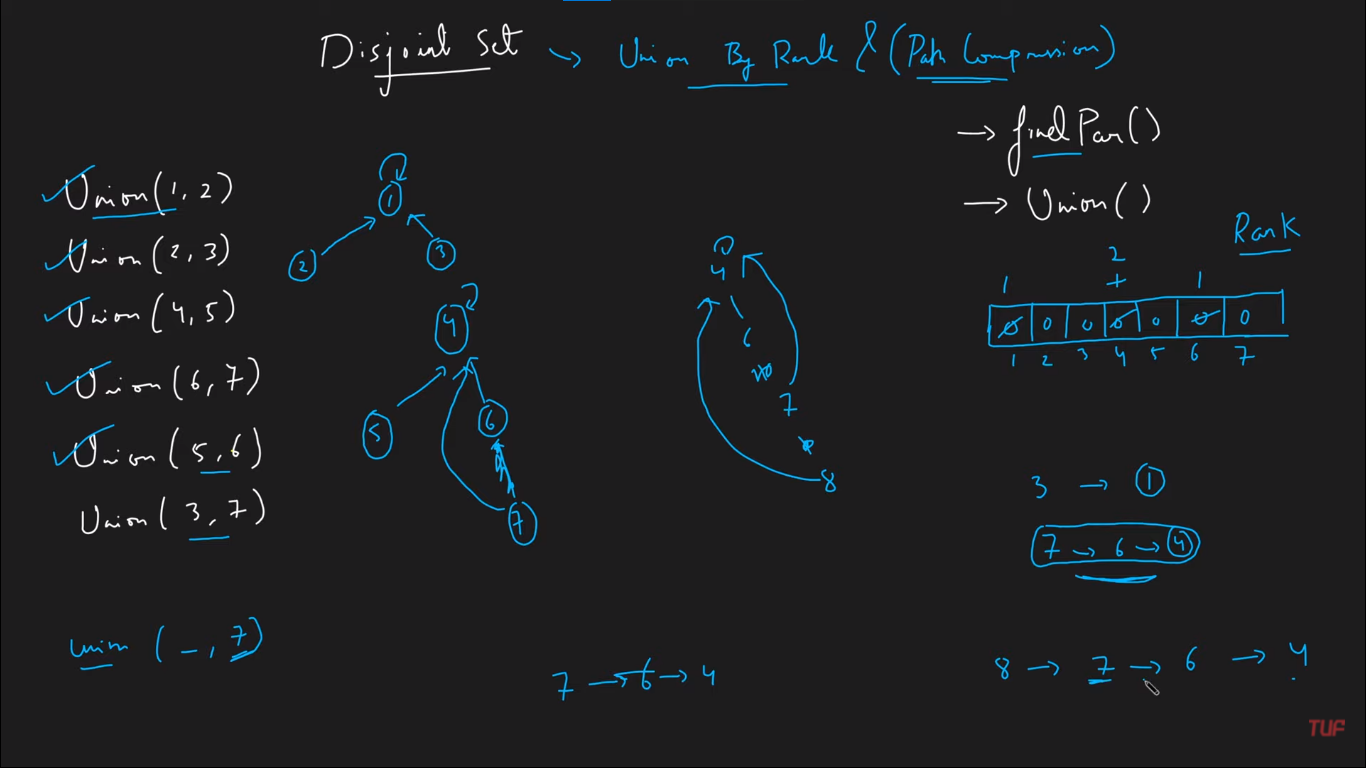 Disjoint Set → Union By Rank & (Path Compression)
→ findPar()
→ Union()
Union(1, 2)
Union(2, 3)
Union(4, 5)
Union(6, 7)
Union(5, 6)
Union(3, 7)
1
2
3
4
5
6
7
4
6
7
8
Rank
1 2 1
0 0 0 0 0 0 0
1 2 3 4 5 6 7
3 → 1
7 → 6 → 4
union (_, 7)
7 → 6 → 4
8 → 7 → 6 → 4
TUF